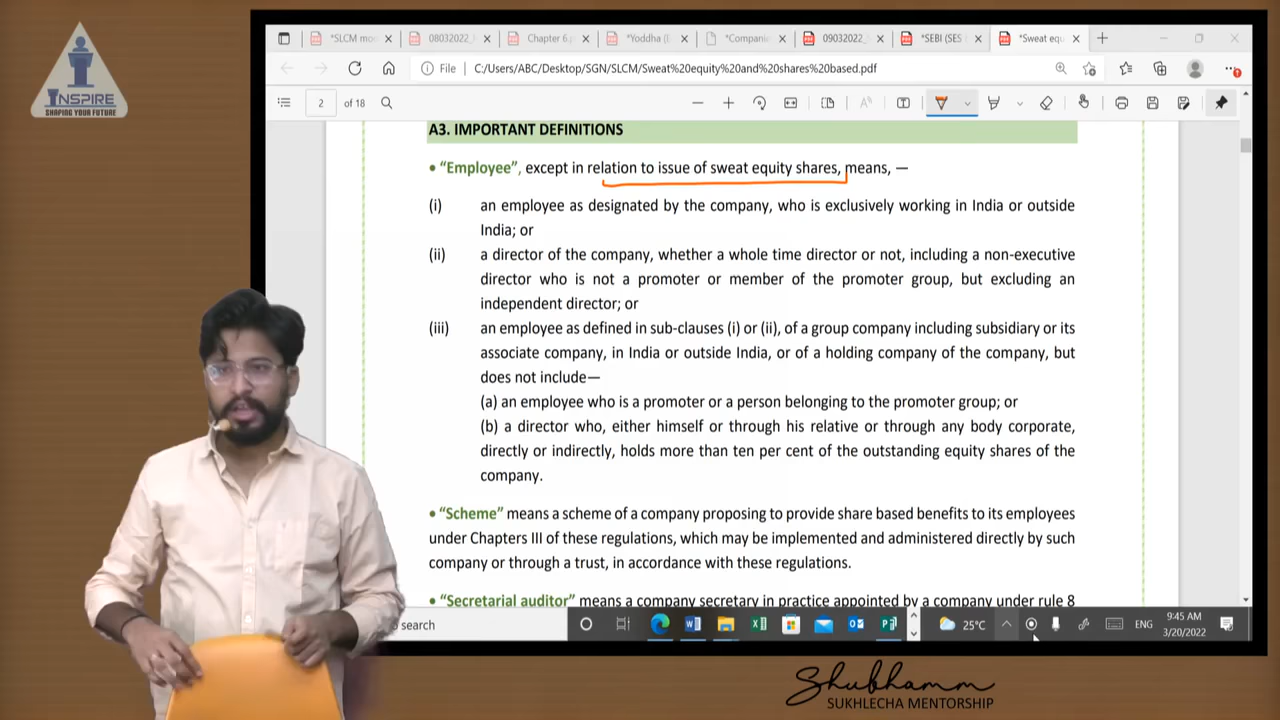 INSPIRE
SHAPING YOUR FUTURE
*SLCM mo
08032022_
Chapter 6.
*Yoddha (
*Compani
09032022_
*SEBI (SES
*Sweat equ
File
C:/Users/ABC/Desktop/SGN/SLCM/Sweat%20equity%20and%20shares%20based.pdf
2 of 18
A3. IMPORTANT DEFINITIONS
• “Employee”, except in relation to issue of sweat equity shares, means, —
(i) an employee as designated by the company, who is exclusively working in India or outside
India; or
(ii) a director of the company, whether a whole time director or not, including a non-executive
director who is not a promoter or member of the promoter group, but excluding an
independent director; or
(iii) an employee as defined in sub-clauses (i) or (ii), of a group company including subsidiary or its
associate company, in India or outside India, or of a holding company of the company, but
does not include—
(a) an employee who is a promoter or a person belonging to the promoter group; or
(b) a director who, either himself or through his relative or through any body corporate,
directly or indirectly, holds more than ten per cent of the outstanding equity shares of the
company.
• “Scheme” means a scheme of a company proposing to provide share based benefits to its employees
under Chapters III of these regulations, which may be implemented and administered directly by such
company or through a trust, in accordance with these regulations.
• “Secretarial auditor” means a company secretary in practice appointed by a company under rule 8
search
25°C
ENG
9:45 AM
3/20/2022
Shubhamm
SUKHLECHA MENTORSHIP